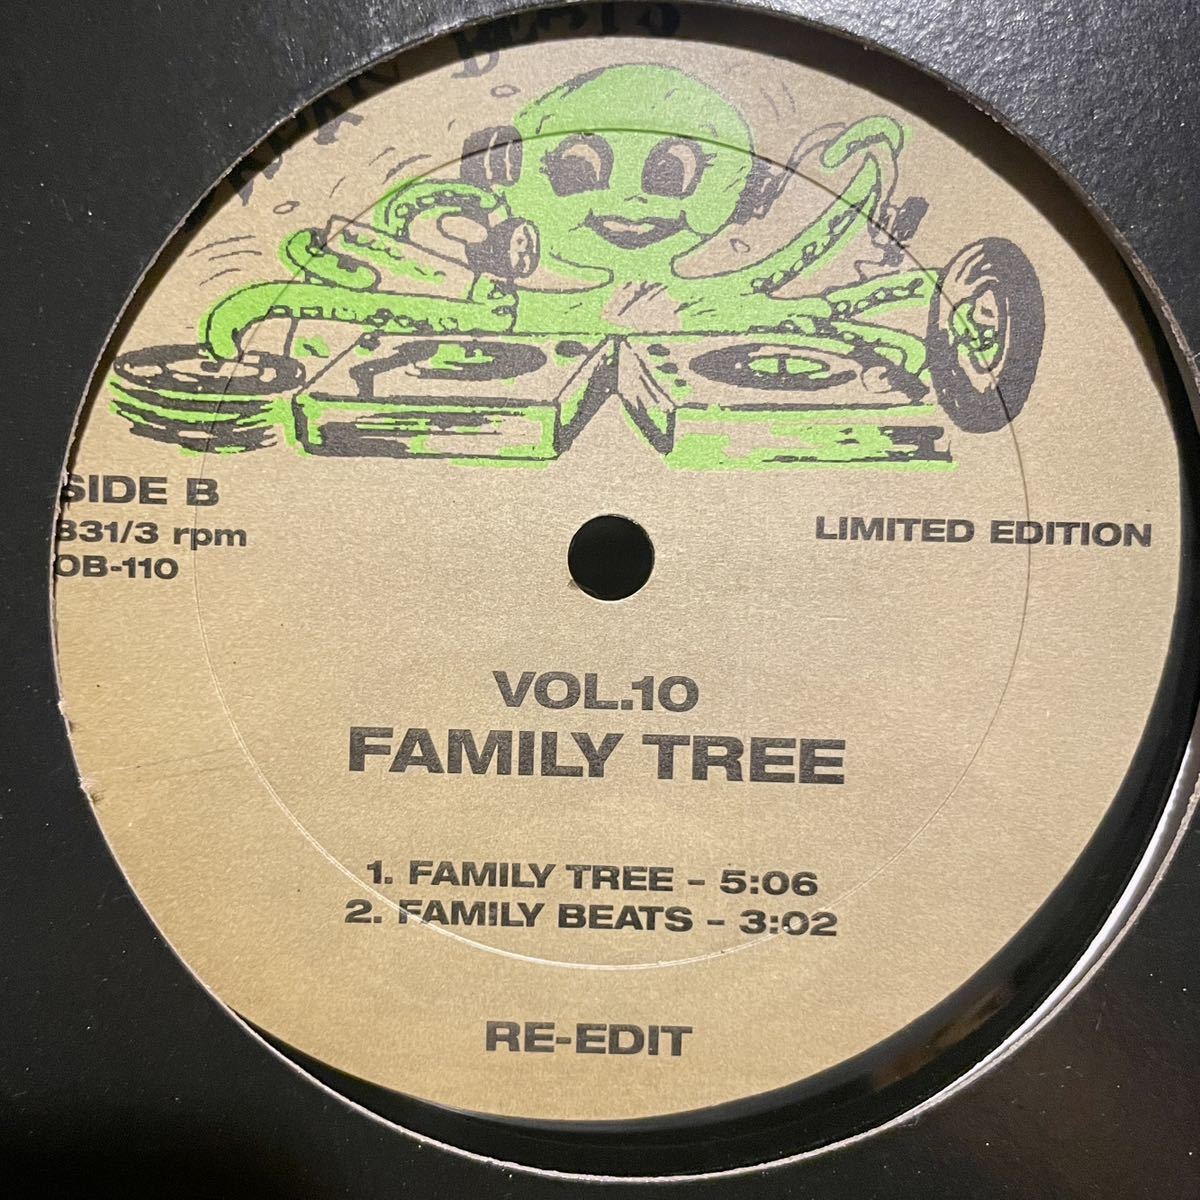 SIDE B
331/3 rpm
OB-110
LIMITED EDITION
VOL.10
FAMILY TREE
1. FAMILY TREE - 5:06
2. FAMILY BEATS - 3:02
RE-EDIT